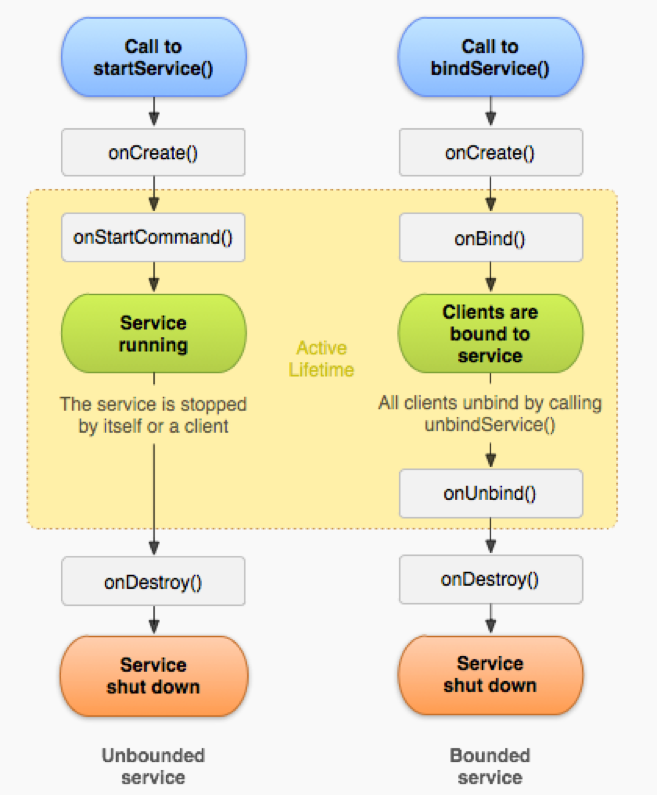 Call to
startService()
onCreate()
onStartCommand()
Service
running
The service is stopped
by itself or a client
onDestroy()
Service
shut down
Unbounded
service
Active
Lifetime
Call to
bindService()
onCreate()
onBind()
Clients are
bound to
service
All clients unbind by calling
unbindService()
onUnbind()
onDestroy()
Service
shut down
Bounded
service